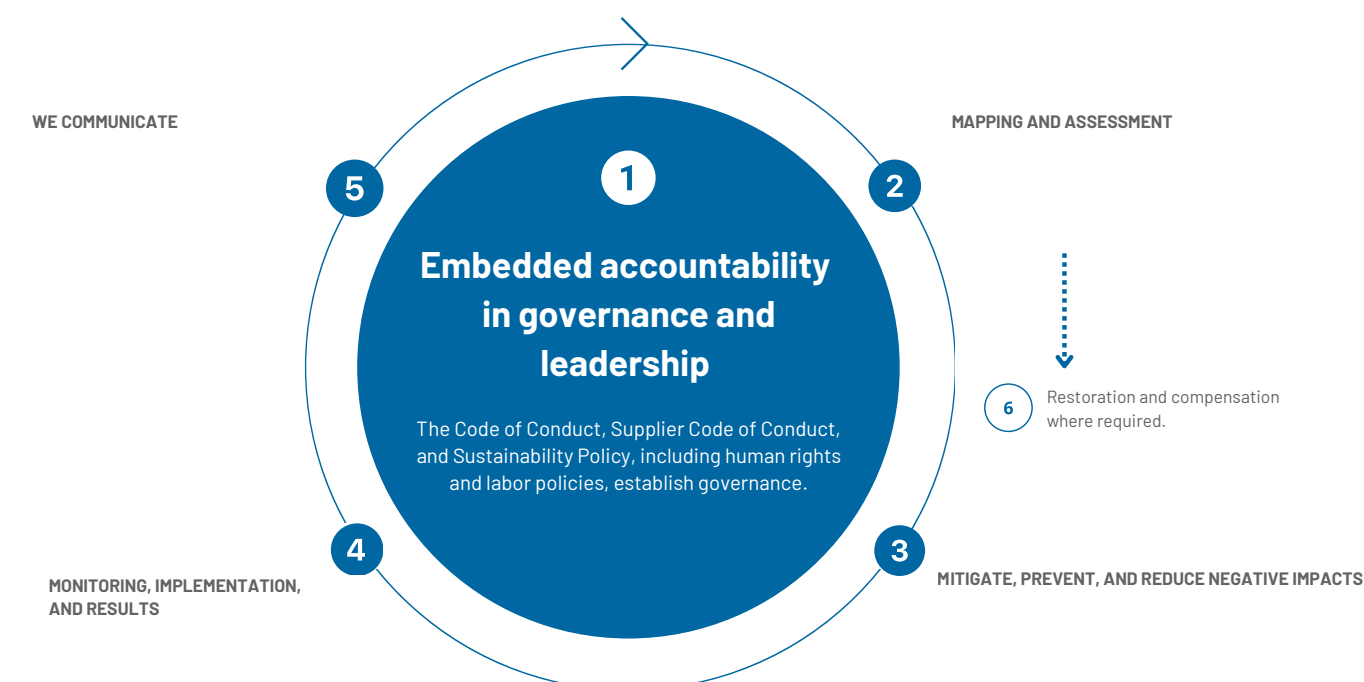 WE COMMUNICATE
MAPPING AND ASSESSMENT
1
5
2
Embedded accountability
in governance and
leadership
6
Restoration and compensation
where required.
The Code of Conduct, Supplier Code of Conduct,
and Sustainability Policy, including human rights
and labor policies, establish governance.
4
3
MONITORING, IMPLEMENTATION,
AND RESULTS
MITIGATE, PREVENT, AND REDUCE NEGATIVE IMPACTS